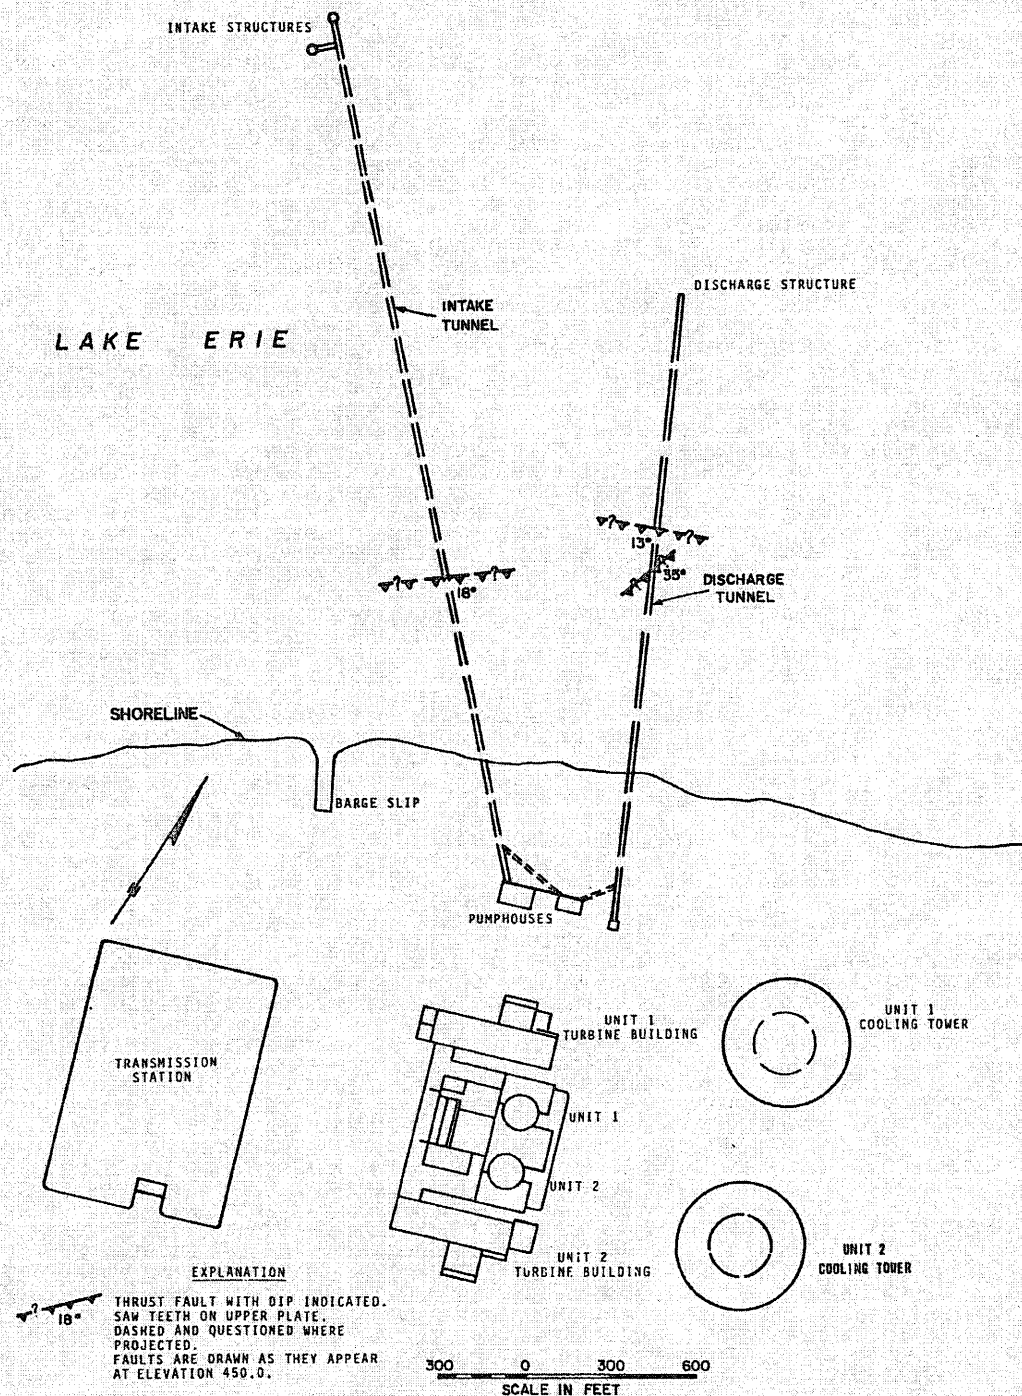 INTAKE STRUCTURES
DISCHARGE STRUCTURE
INTAKE
TUNNEL
LAKE ERIE
?
?
13°
?
?
18°
35°
DISCHARGE
TUNNEL
SHORELINE
BARGE SLIP
N
PUMPHOUSES
UNIT 1
TURBINE BUILDING
UNIT 1
COOLING TOWER
TRANSMISSION
STATION
UNIT 1
UNIT 2
UNIT 2
TURBINE BUILDING
UNIT 2
COOLING TOWER
EXPLANATION
?
18°
THRUST FAULT WITH DIP INDICATED.
SAW TEETH ON UPPER PLATE.
DASHED AND QUESTIONED WHERE
PROJECTED.
FAULTS ARE DRAWN AS THEY APPEAR
AT ELEVATION 450.0.
300 0 300 600
SCALE IN FEET